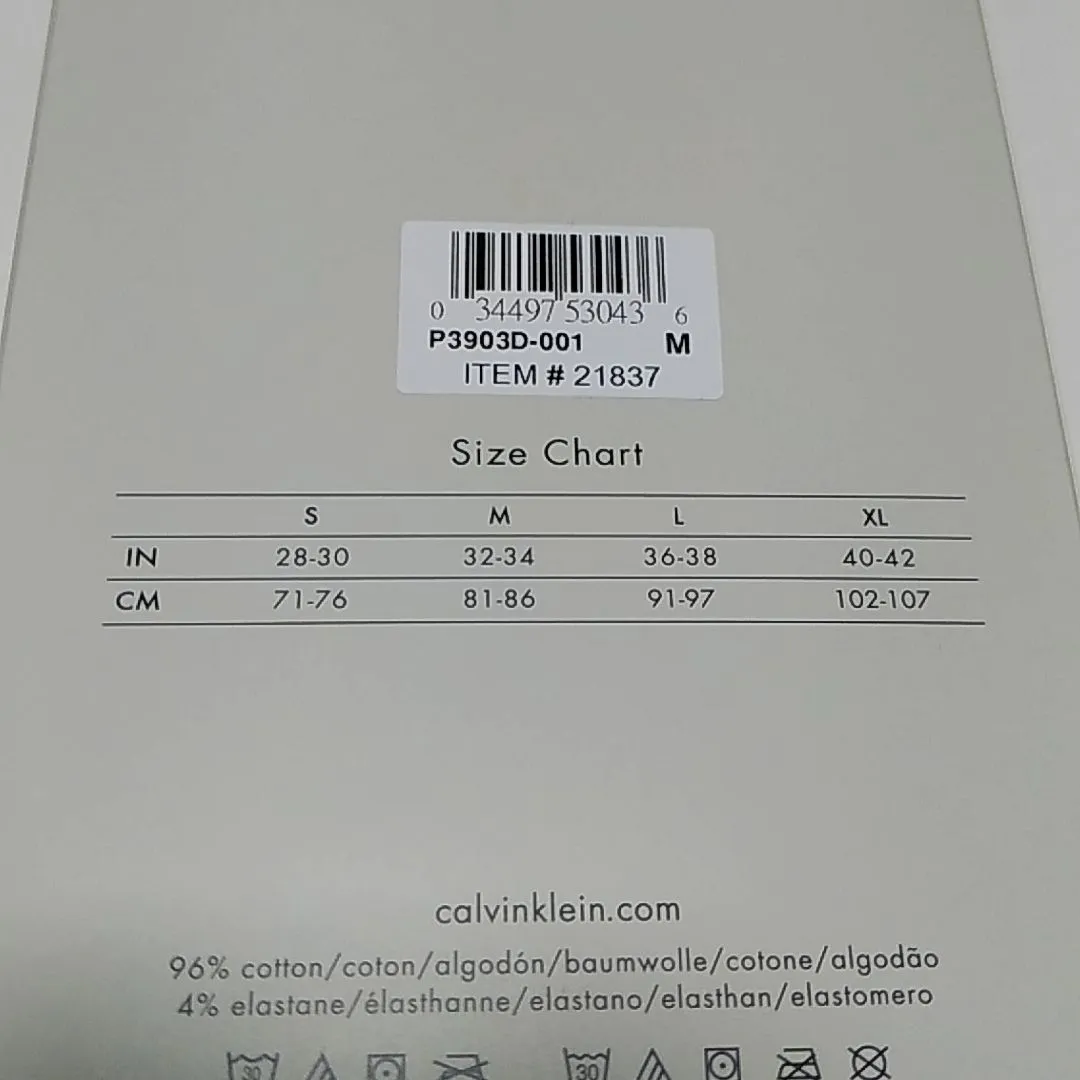 0 34497 53043 6
P3903D-001 M
ITEM # 21837
Size Chart
S M L XL
IN 28-30 32-34 36-38 40-42
CM 71-76 81-86 91-97 102-107
calvinklein.com
96% cotton/coton/algodón/baumwolle/cotone/algodão
4% elastane/élasthanne/elastano/elasthan/elastomero
30 30